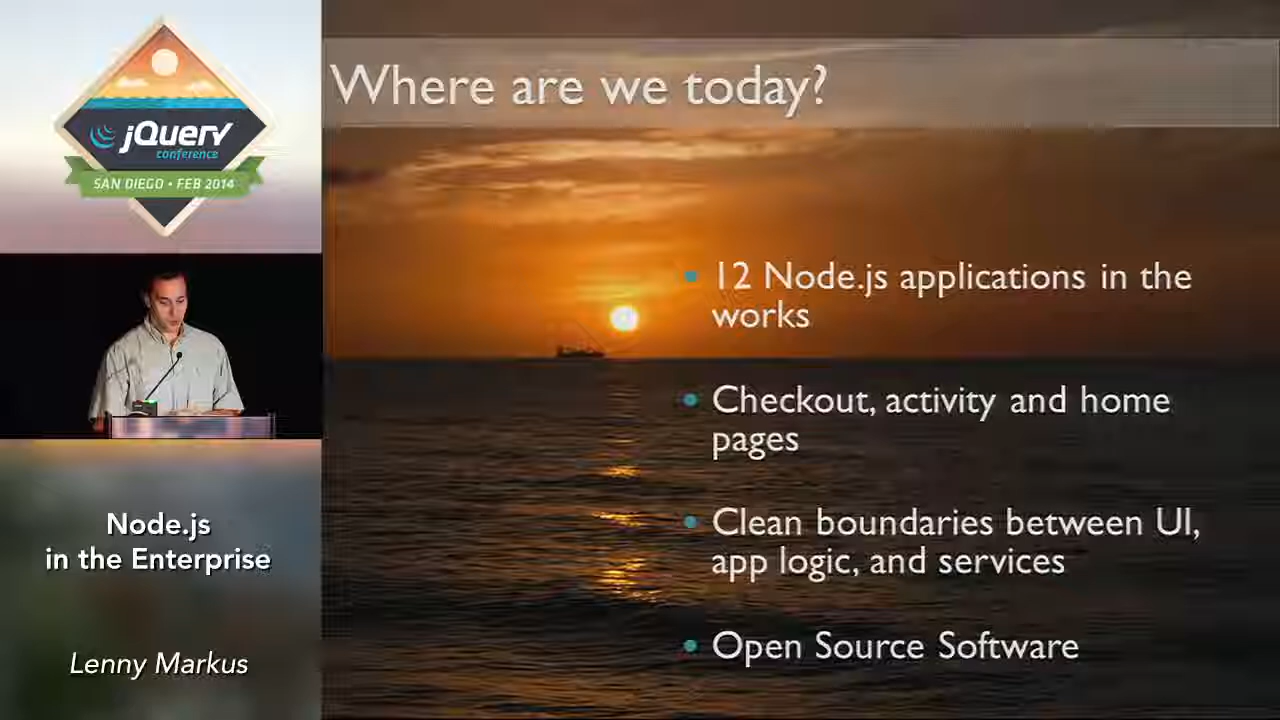 jQuery
conference
SAN DIEGO • FEB 2014
Node.js
in the Enterprise
Lenny Markus
Where are we today?
• 12 Node.js applications in the
works
• Checkout, activity and home
pages
• Clean boundaries between UI,
app logic, and services
• Open Source Software